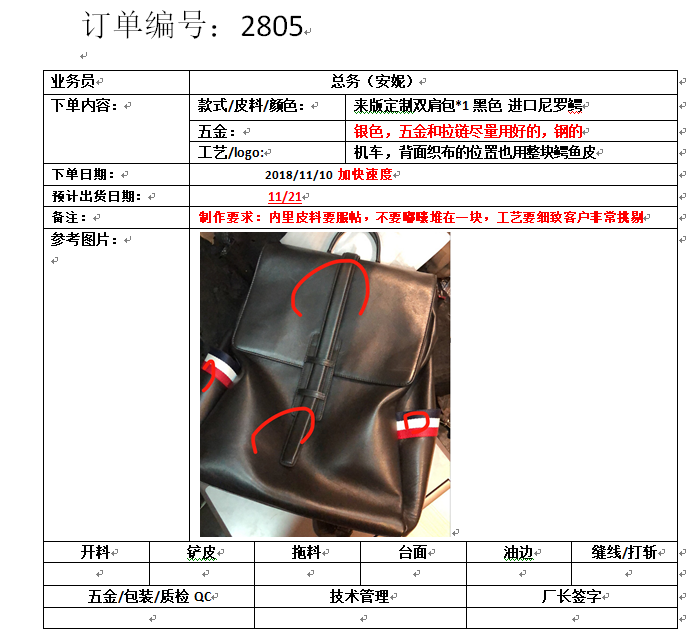 订单编号：2805
业务员 总务（安妮）
下单内容： 款式/皮料/颜色： 来版定制双肩包*1 黑色 进口尼罗鳄
五金： 银色，五金和拉链尽量用好的，钢的
工艺/logo: 机车，背面织布的位置也用整块鳄鱼皮
下单日期： 2018/11/10 加快速度
预计出货日期： 11/21
备注： 制作要求：内里皮料要服帖，不要嘟喽堆在一块，工艺要细致客户非常挑剔
参考图片：
开料 铲皮 拖料 台面 油边 缝线/打斩
五金/包装/质检 QC 技术管理 厂长签字